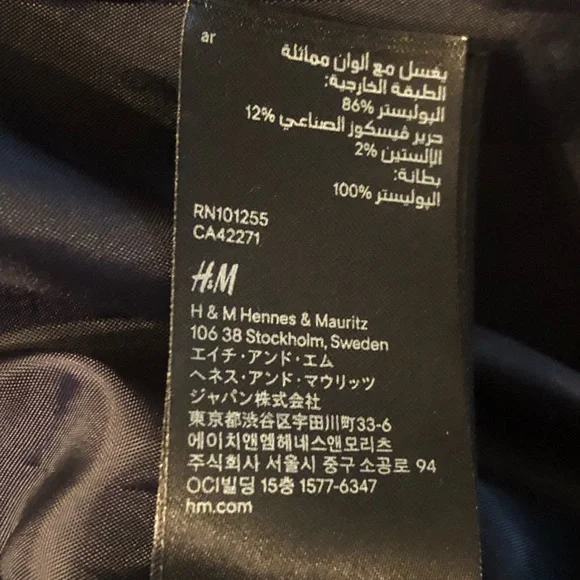 ar
يغسل مع ألوان مماثلة
الطبقة الخارجية:
البوليستر 86%
حرير فيسكوز الصناعي 12%
الإلستين 2%
بطانة:
البوليستر 100%
RN101255
CA42271
H&M
H & M Hennes & Mauritz
106 38 Stockholm, Sweden
エイチ・アンド・エム
ヘネス・アンド・マウリッツ
ジャパン株式会社
東京都渋谷区宇田川町33-6
에이치앤엠헤네스앤모리츠
주식회사 서울시 중구 소공로 94
OCI빌딩 15층 1577-6347
hm.com